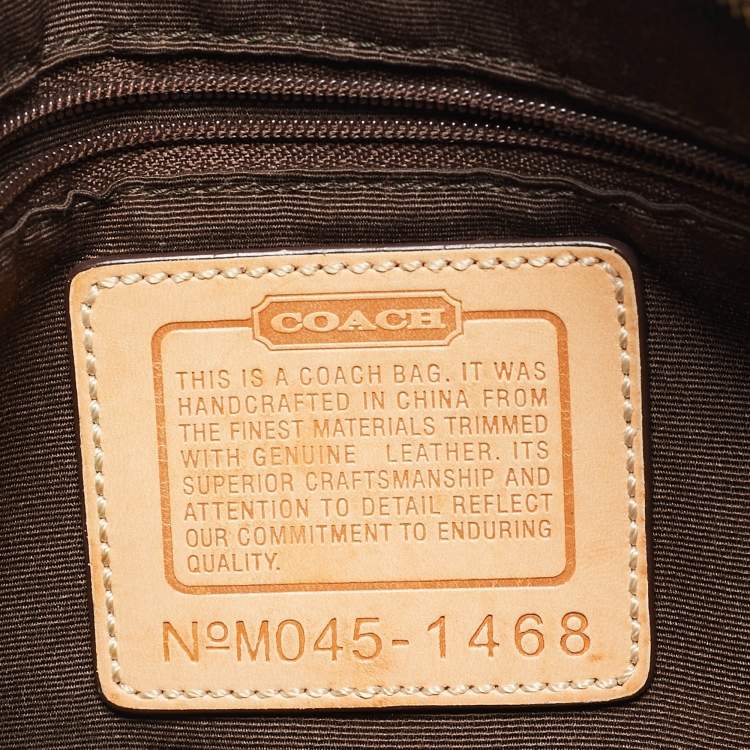 COACH
THIS IS A COACH BAG. IT WAS
HANDCRAFTED IN CHINA FROM
THE FINEST MATERIALS TRIMMED
WITH GENUINE LEATHER. ITS
SUPERIOR CRAFTSMANSHIP AND
ATTENTION TO DETAIL REFLECT
OUR COMMITMENT TO ENDURING
QUALITY.
NºM045-1468